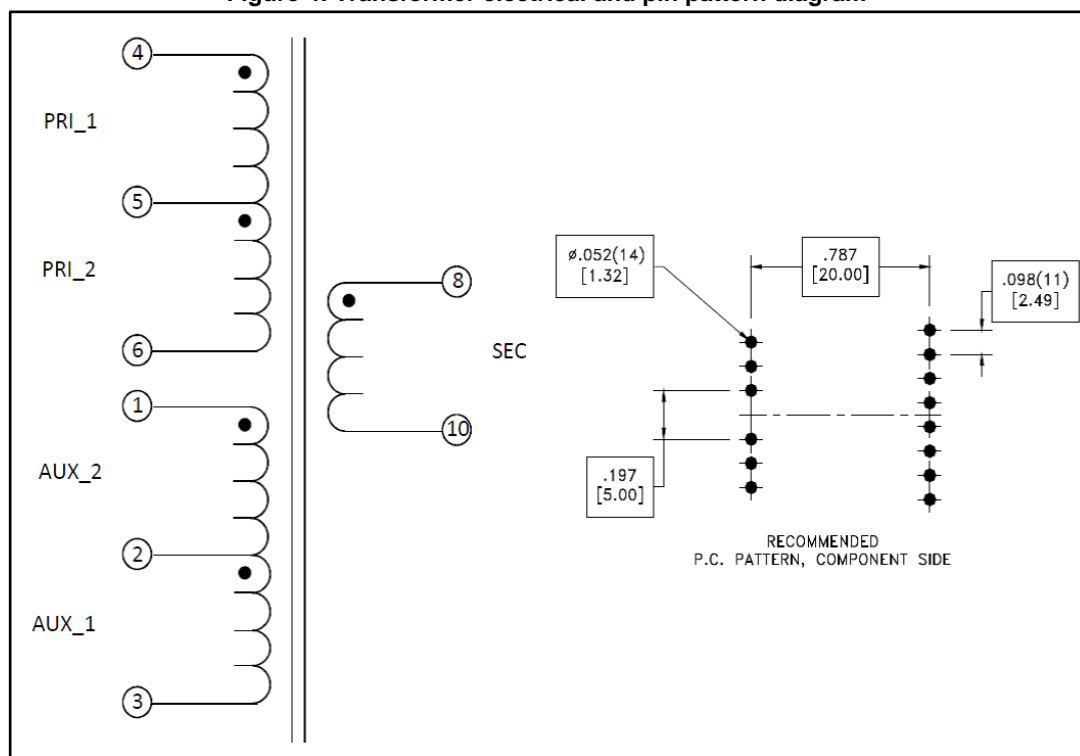 Figure 4. Transformer electrical and pin pattern diagram
4
PRI_1
5
PRI_2
6
1
AUX_2
2
AUX_1
3
8
SEC
10
ø.052(14)
[1.32]
.787
[20.00]
.098(11)
[2.49]
.197
[5.00]
RECOMMENDED
P.C. PATTERN, COMPONENT SIDE